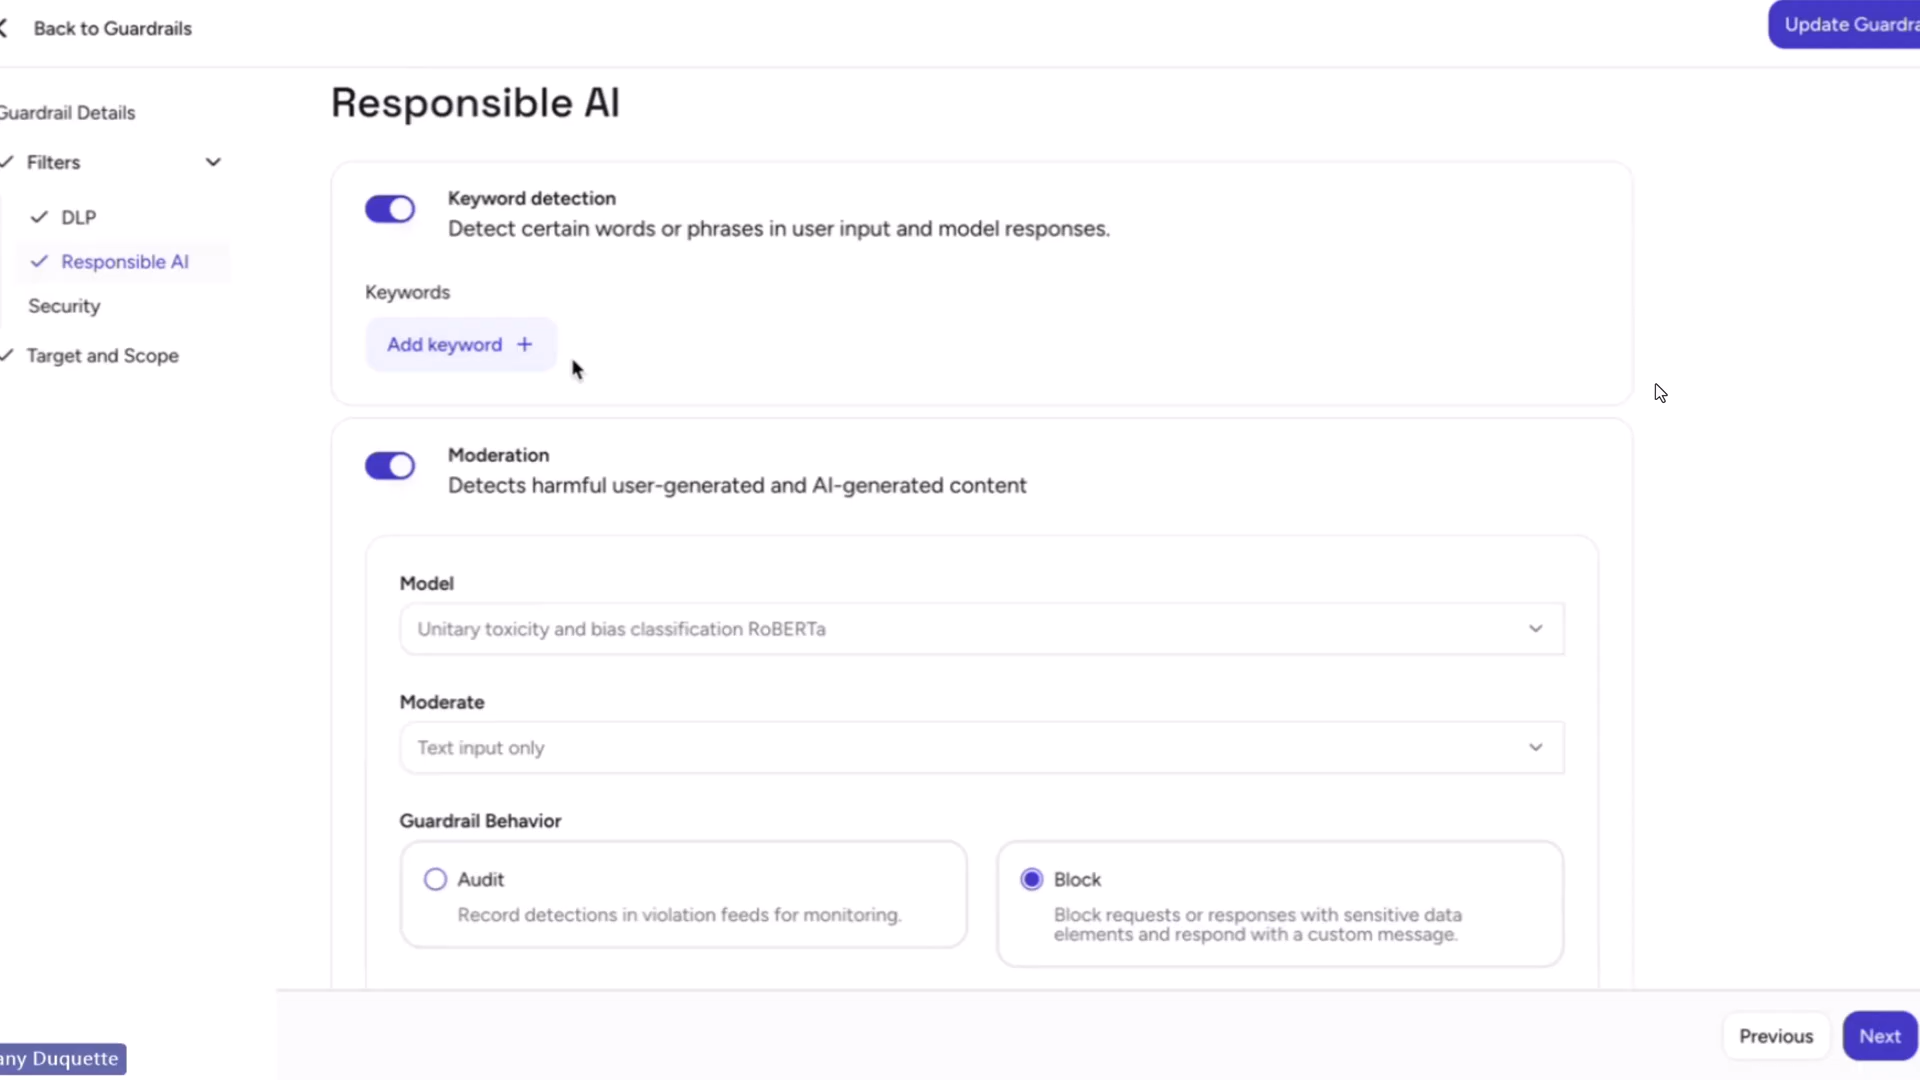 Back to Guardrails
Update
Guardrail Details
Filters
DLP
Responsible AI
Security
Target and Scope
Responsible AI
Keyword detection
Detect certain words or phrases in user input and model responses.
Keywords
Add keyword +
Moderation
Detects harmful user-generated and AI-generated content
Model
Unitary toxicity and bias classification RoBERTa
Moderate
Text input only
Guardrail Behavior
Audit
Record detections in violation feeds for monitoring.
Block
Block requests or responses with sensitive data
elements and respond with a custom message.
Previous
Next
Duquette